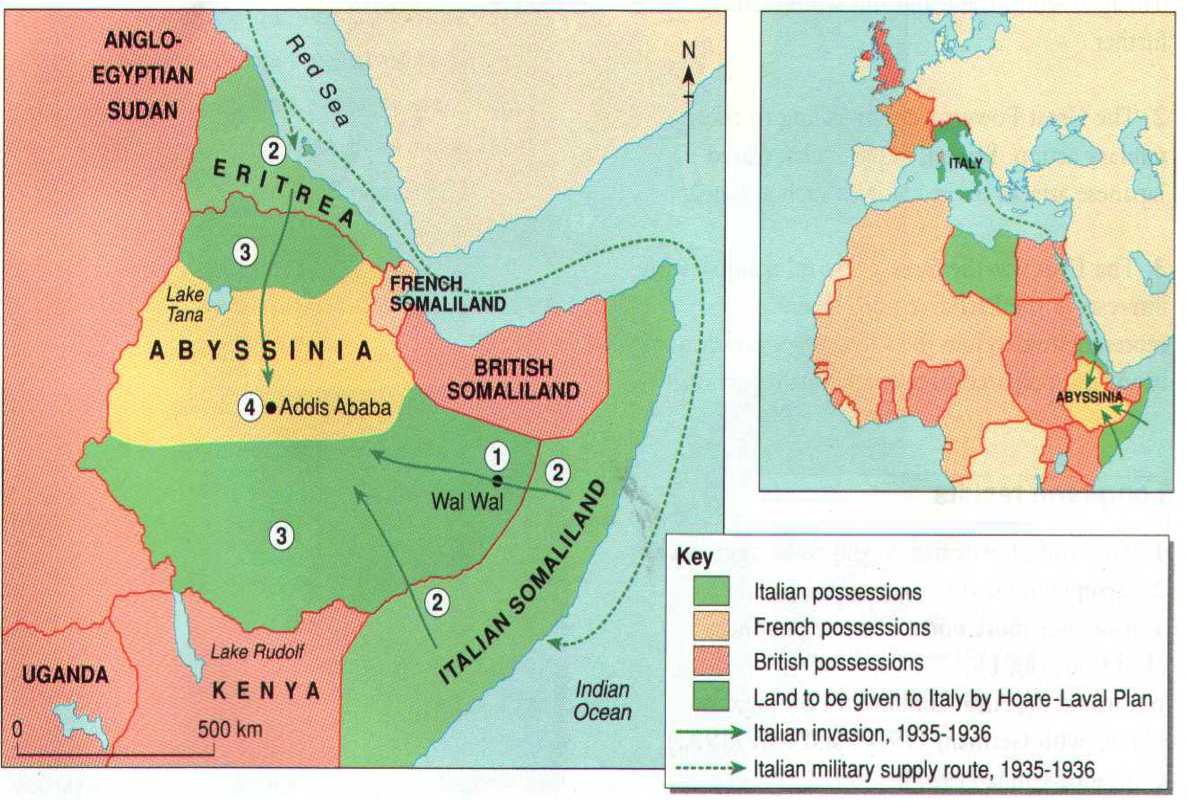 ANGLO-
EGYPTIAN
SUDAN
Red Sea
N
2
ERITREA
3
Lake
Tana
FRENCH
SOMALILAND
ABYSSINIA
BRITISH
SOMALILAND
4
Addis Ababa
1
2
Wal Wal
3
2
ITALIAN SOMALILAND
Lake Rudolf
UGANDA
KENYA
0
500 km
Indian
Ocean
ITALY
ABYSSINIA
Key
Italian possessions
French possessions
British possessions
Land to be given to Italy by Hoare-Laval Plan
Italian invasion, 1935-1936
Italian military supply route, 1935-1936